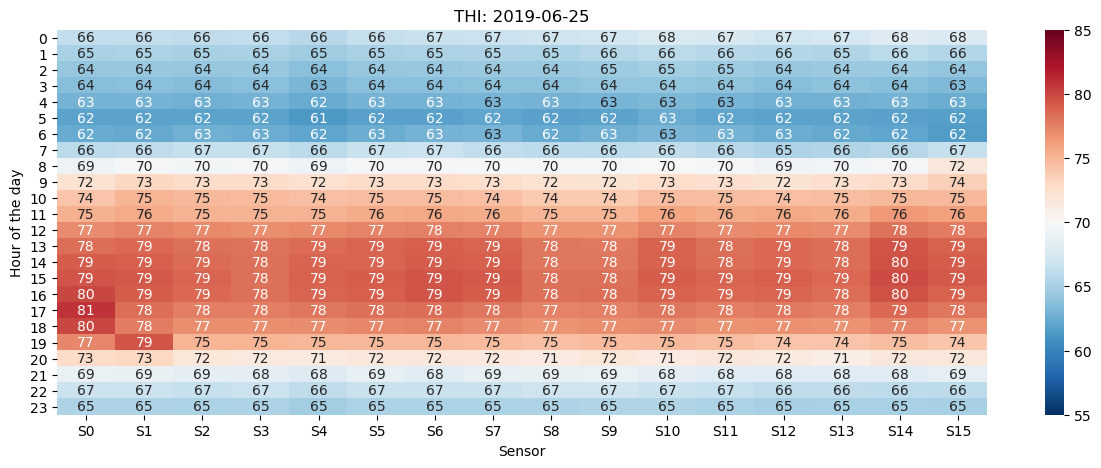 THI: 2019-06-25
0 66 66 66 66 66 66 67 67 67 67 68 67 67 67 68 68
1 65 65 65 65 65 65 65 65 65 66 66 66 66 65 66 66
2 64 64 64 64 64 64 64 64 64 65 65 64 64 64 64 64
3 64 64 64 64 63 64 64 64 64 64 64 64 64 64 64 63
4 63 63 63 63 62 63 63 63 63 63 63 63 63 63 63 63
5 62 62 62 62 61 62 62 62 62 62 63 62 62 62 62 62
6 62 62 63 63 62 63 63 63 62 63 63 63 63 62 62 62
7 66 66 67 67 66 67 67 66 66 66 66 66 65 66 66 67
8 69 70 70 70 69 70 70 70 70 70 70 70 69 70 70 72
9 72 73 73 73 72 73 73 73 72 72 73 73 72 73 73 74
10 74 75 75 75 74 75 75 74 74 74 75 75 74 75 75 75
11 75 76 75 75 75 76 76 76 75 75 76 76 76 76 76 76
12 77 77 77 77 77 77 78 77 77 77 77 77 77 77 78 78
13 78 79 78 78 79 79 79 79 78 78 79 78 79 78 79 79
14 79 79 79 78 79 79 79 79 78 78 79 78 79 78 80 79
15 79 79 79 78 79 79 79 79 78 78 79 79 79 79 80 79
16 80 79 79 78 79 79 79 79 78 78 79 79 79 78 80 79
17 81 78 78 78 78 78 78 78 77 78 78 78 78 78 79 78
18 80 78 77 77 77 77 77 77 77 77 77 77 77 77 77 77
19 77 79 75 75 75 75 75 75 75 75 75 75 74 74 75 74
20 73 73 72 72 71 72 72 72 71 72 71 72 72 71 72 72
21 69 69 69 68 68 69 68 69 69 69 68 68 68 68 68 69
22 67 67 67 67 67 67 67 67 67 67 67 67 66 66 66 66
23 65 65 65 65 65 65 65 65 65 65 65 65 65 65 65 65
S0 S1 S2 S3 S4 S5 S6 S7 S8 S9 S10 S11 S12 S13 S14 S15
Sensor
Hour of the day
85
80
75
70
65
60
55